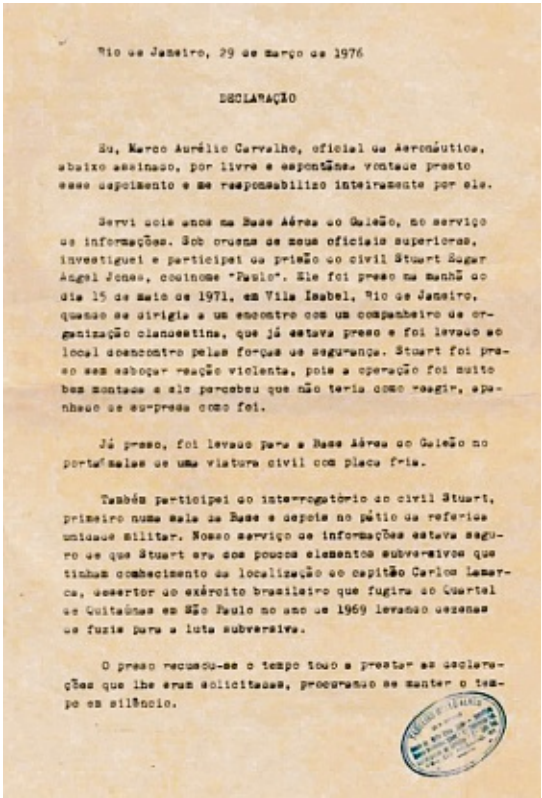 Rio de Janeiro, 29 de março de 1976
DECLARAÇÃO
Eu, Marco Aurélio Carvalho, oficial da Aeronáutica,
abaixo assinado, por livre e espontânea vontade presto
esse depoimento e me responsabilizo inteiramente por ele.
Servi dois anos na Base Aérea do Galeão, no serviço
de informações. Sob ordens de meus oficiais superiores,
investiguei e participei da prisão do civil Stuart Edgar
Angel Jones, codinome "Paulo". Ele foi preso na manhã do
dia 15 de maio de 1971, em Vila Isabel, Rio de Janeiro,
quando se dirigia a um encontro com um companheiro de or-
ganização clandestina, que já estava preso e foi levado ao
local doencontro pelas forças de segurança. Stuart foi pre-
so sem esboçar reação violenta, pois a operação foi muito
bem montada e ele percebeu que não teria como reagir, apa-
nhado de surpresa como foi.
Já preso, foi levado para a Base Aérea do Galeão no
porta-malas de uma viatura civil com placa fria.
Também participei do interrogatório do civil Stuart,
primeiro numa sala da Base e depois no pátio da referida
unidade militar. Nosso serviço de informações estava segu-
ro de que Stuart era dos poucos elementos subversivos que
tinham conhecimento da localização do capitão Carlos Lamar-
ca, desertor do exército brasileiro que fugira do Quartel
de Quitaúnas em São Paulo no ano de 1969 levando dezenas
de fuzis para a luta subversiva.
O preso recusou-se o tempo todo a prestar as declara-
ções que lhe eram solicitadas, procurando se manter o tem-
po em silêncio.